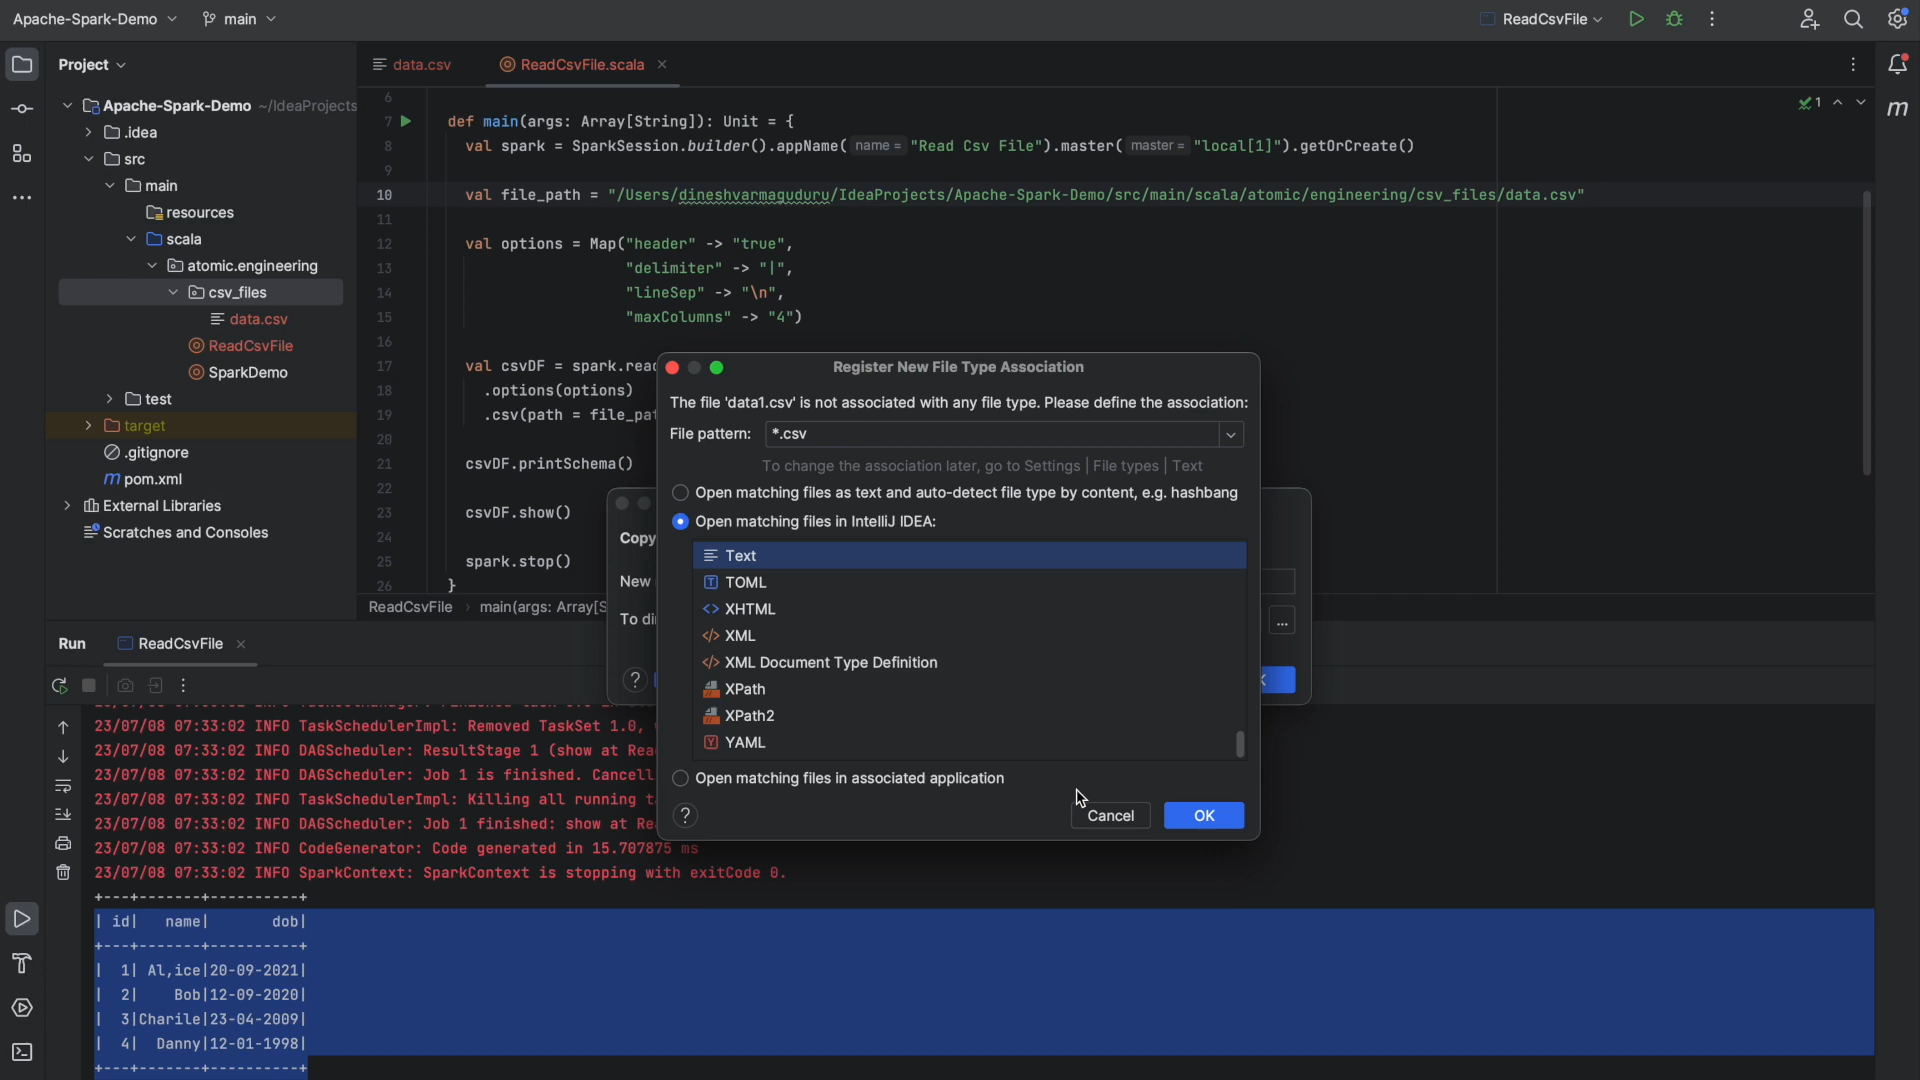 Apache-Spark-Demo
main
ReadCsvFile
Project
data.csv
ReadCsvFile.scala
Apache-Spark-Demo ~/IdeaProjects
.idea
src
main
resources
scala
atomic.engineering
csv_files
data.csv
ReadCsvFile
SparkDemo
test
target
.gitignore
pom.xml
External Libraries
Scratches and Consoles
1
6
7 def main(args: Array[String]): Unit = {
8 val spark = SparkSession.builder().appName( name = "Read Csv File").master( master = "local[1]").getOrCreate()
9
10 val file_path = "/Users/dineshvarmaguduru/IdeaProjects/Apache-Spark-Demo/src/main/scala/atomic/engineering/csv_files/data.csv"
11
12 val options = Map("header" -> "true",
13 "delimiter" -> "|",
14 "lineSep" -> "\n",
15 "maxColumns" -> "4")
16
17 val csvDF = spark.read
18 .options(options)
19 .csv(path = file_pat
20
21 csvDF.printSchema()
22
23 csvDF.show()
24
25 spark.stop()
26 }
ReadCsvFile › main(args: Array[S
Copy
New
To di
...
?
Register New File Type Association
The file 'data1.csv' is not associated with any file type. Please define the association:
File pattern: *.csv
To change the association later, go to Settings | File types | Text
Open matching files as text and auto-detect file type by content, e.g. hashbang
Open matching files in IntelliJ IDEA:
Text
TOML
XHTML
XML
XML Document Type Definition
XPath
XPath2
YAML
Open matching files in associated application
? Cancel OK
Run ReadCsvFile
23/07/08 07:33:02 INFO TaskSchedulerImpl: Removed TaskSet 1.0,
23/07/08 07:33:02 INFO DAGScheduler: ResultStage 1 (show at Rea
23/07/08 07:33:02 INFO DAGScheduler: Job 1 is finished. Cancell
23/07/08 07:33:02 INFO TaskSchedulerImpl: Killing all running t
23/07/08 07:33:02 INFO DAGScheduler: Job 1 finished: show at Re
23/07/08 07:33:02 INFO CodeGenerator: Code generated in 15.707875 ms
23/07/08 07:33:02 INFO SparkContext: SparkContext is stopping with exitCode 0.
+---+-------+----------+
| id|   name|       dob|
+---+-------+----------+
|  1| Al,ice|20-09-2021|
|  2|    Bob|12-09-2020|
|  3|Charile|23-04-2009|
|  4|  Danny|12-01-1998|
+---+-------+----------+